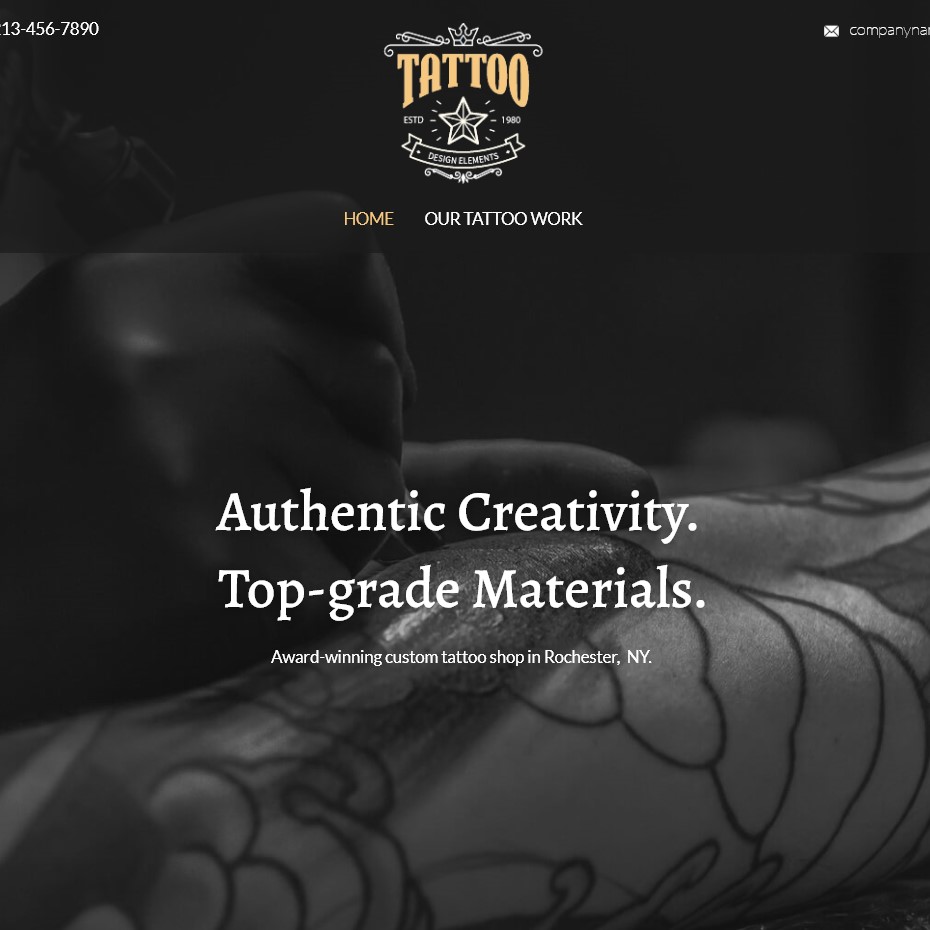 213-456-7890
TATTOO
ESTD
1980
DESIGN ELEMENTS
HOME
OUR TATTOO WORK
Authentic Creativity.
Top-grade Materials.
Award-winning custom tattoo shop in Rochester, NY.